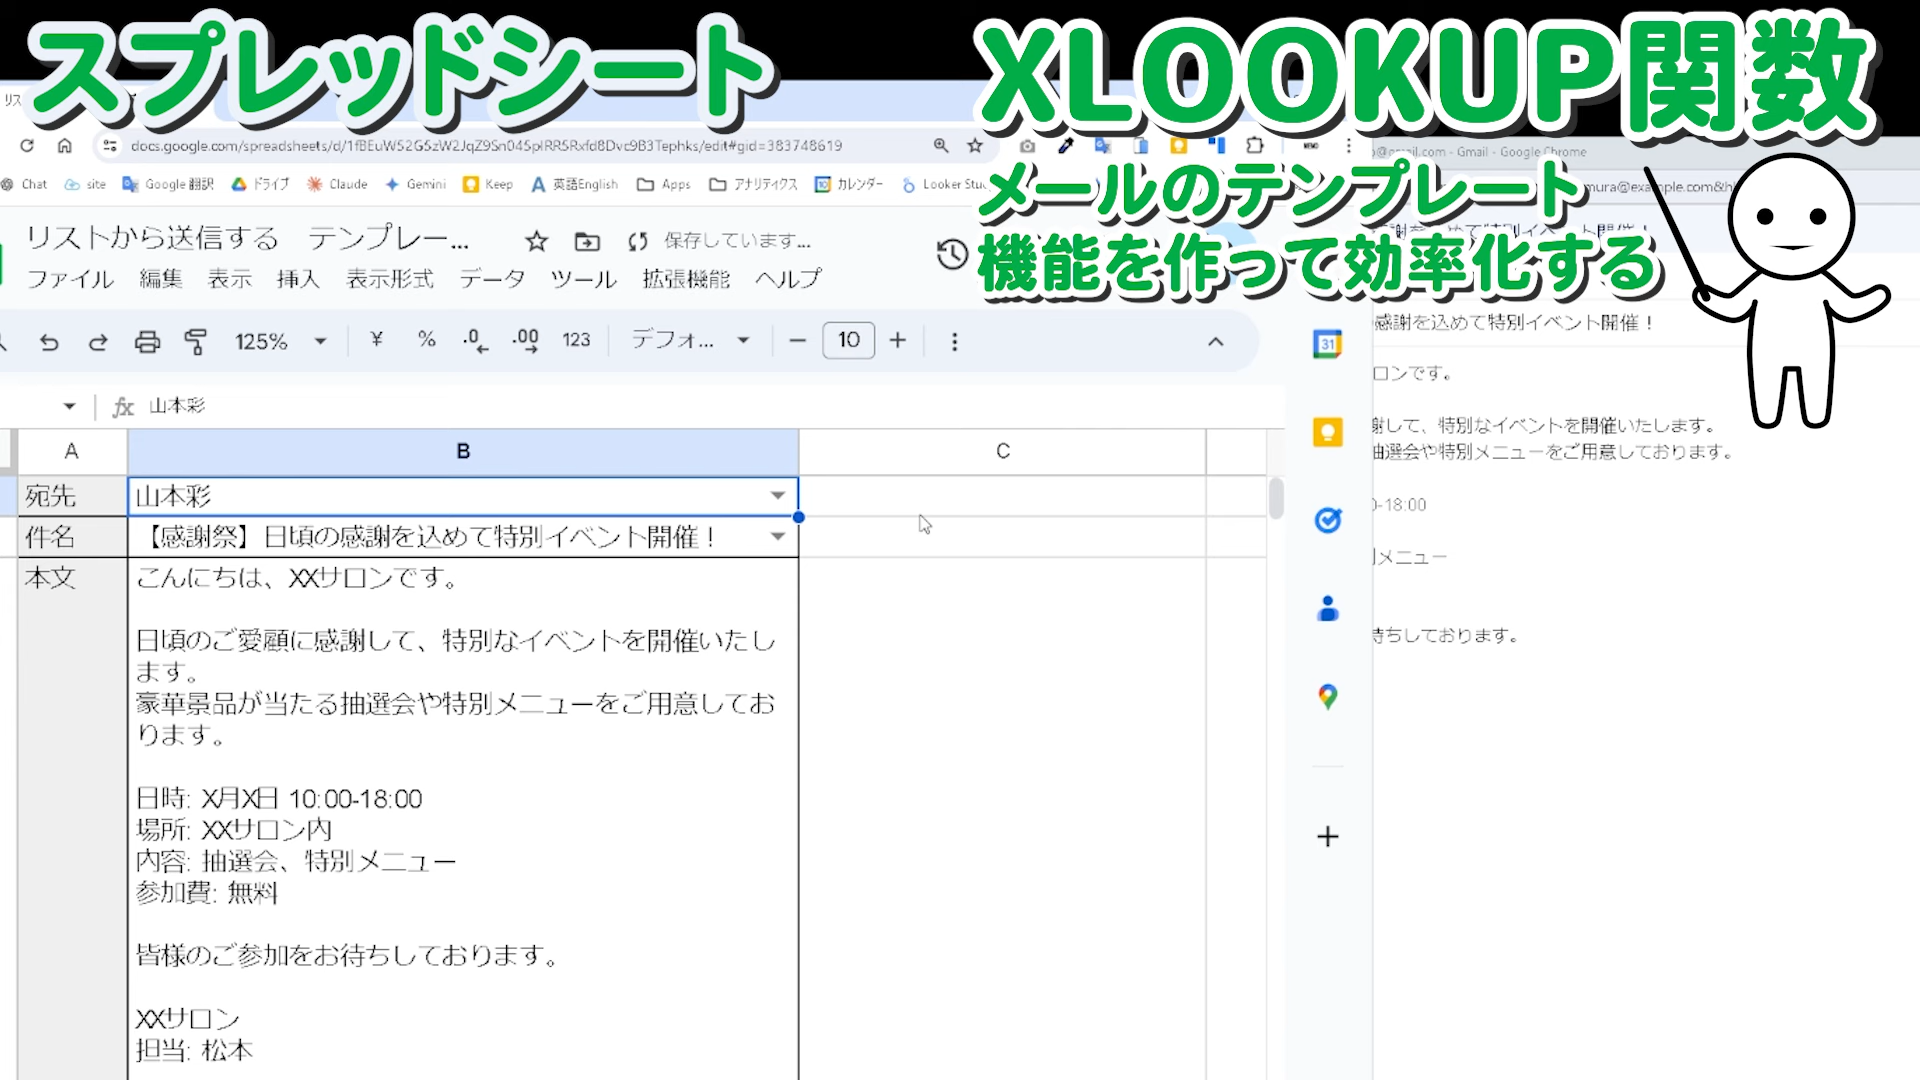 スプレッドシート
XLOOKUP関数
メールのテンプレート
機能を作って効率化する
docs.google.com/spreadsheets/d/1fBEuW52G5zW2JqZ9Sn045plRR5Rxfd8Dvc9B3Tephks/edit#gid=383748619
@gmail.com - Gmail - Google Chrome
Chat site Google 翻訳 ドライブ Claude Gemini Keep 英語English Apps アナリティクス カレンダー Looker
mura@example.com
リストから送信する テンプレー... 保存しています...
ファイル 編集 表示 挿入 表示形式 データ ツール 拡張機能 ヘルプ
感謝を込めて特別イベント開催！
125% ¥ % .0 .00 123 デフォ... 10
31
ロンです。
山本彩
謝して、特別なイベントを開催いたします。
抽選会や特別メニューをご用意しております。
A B C
宛先 山本彩
-18:00
件名 【感謝祭】日頃の感謝を込めて特別イベント開催！
メニュー
本文 こんにちは、XXサロンです。
待ちしております。
日頃のご愛顧に感謝して、特別なイベントを開催いたし
ます。
豪華景品が当たる抽選会や特別メニューをご用意してお
ります。
日時: X月X日 10:00-18:00
場所: XXサロン内
内容: 抽選会、特別メニュー
参加費: 無料
皆様のご参加をお待ちしております。
XXサロン
担当: 松本